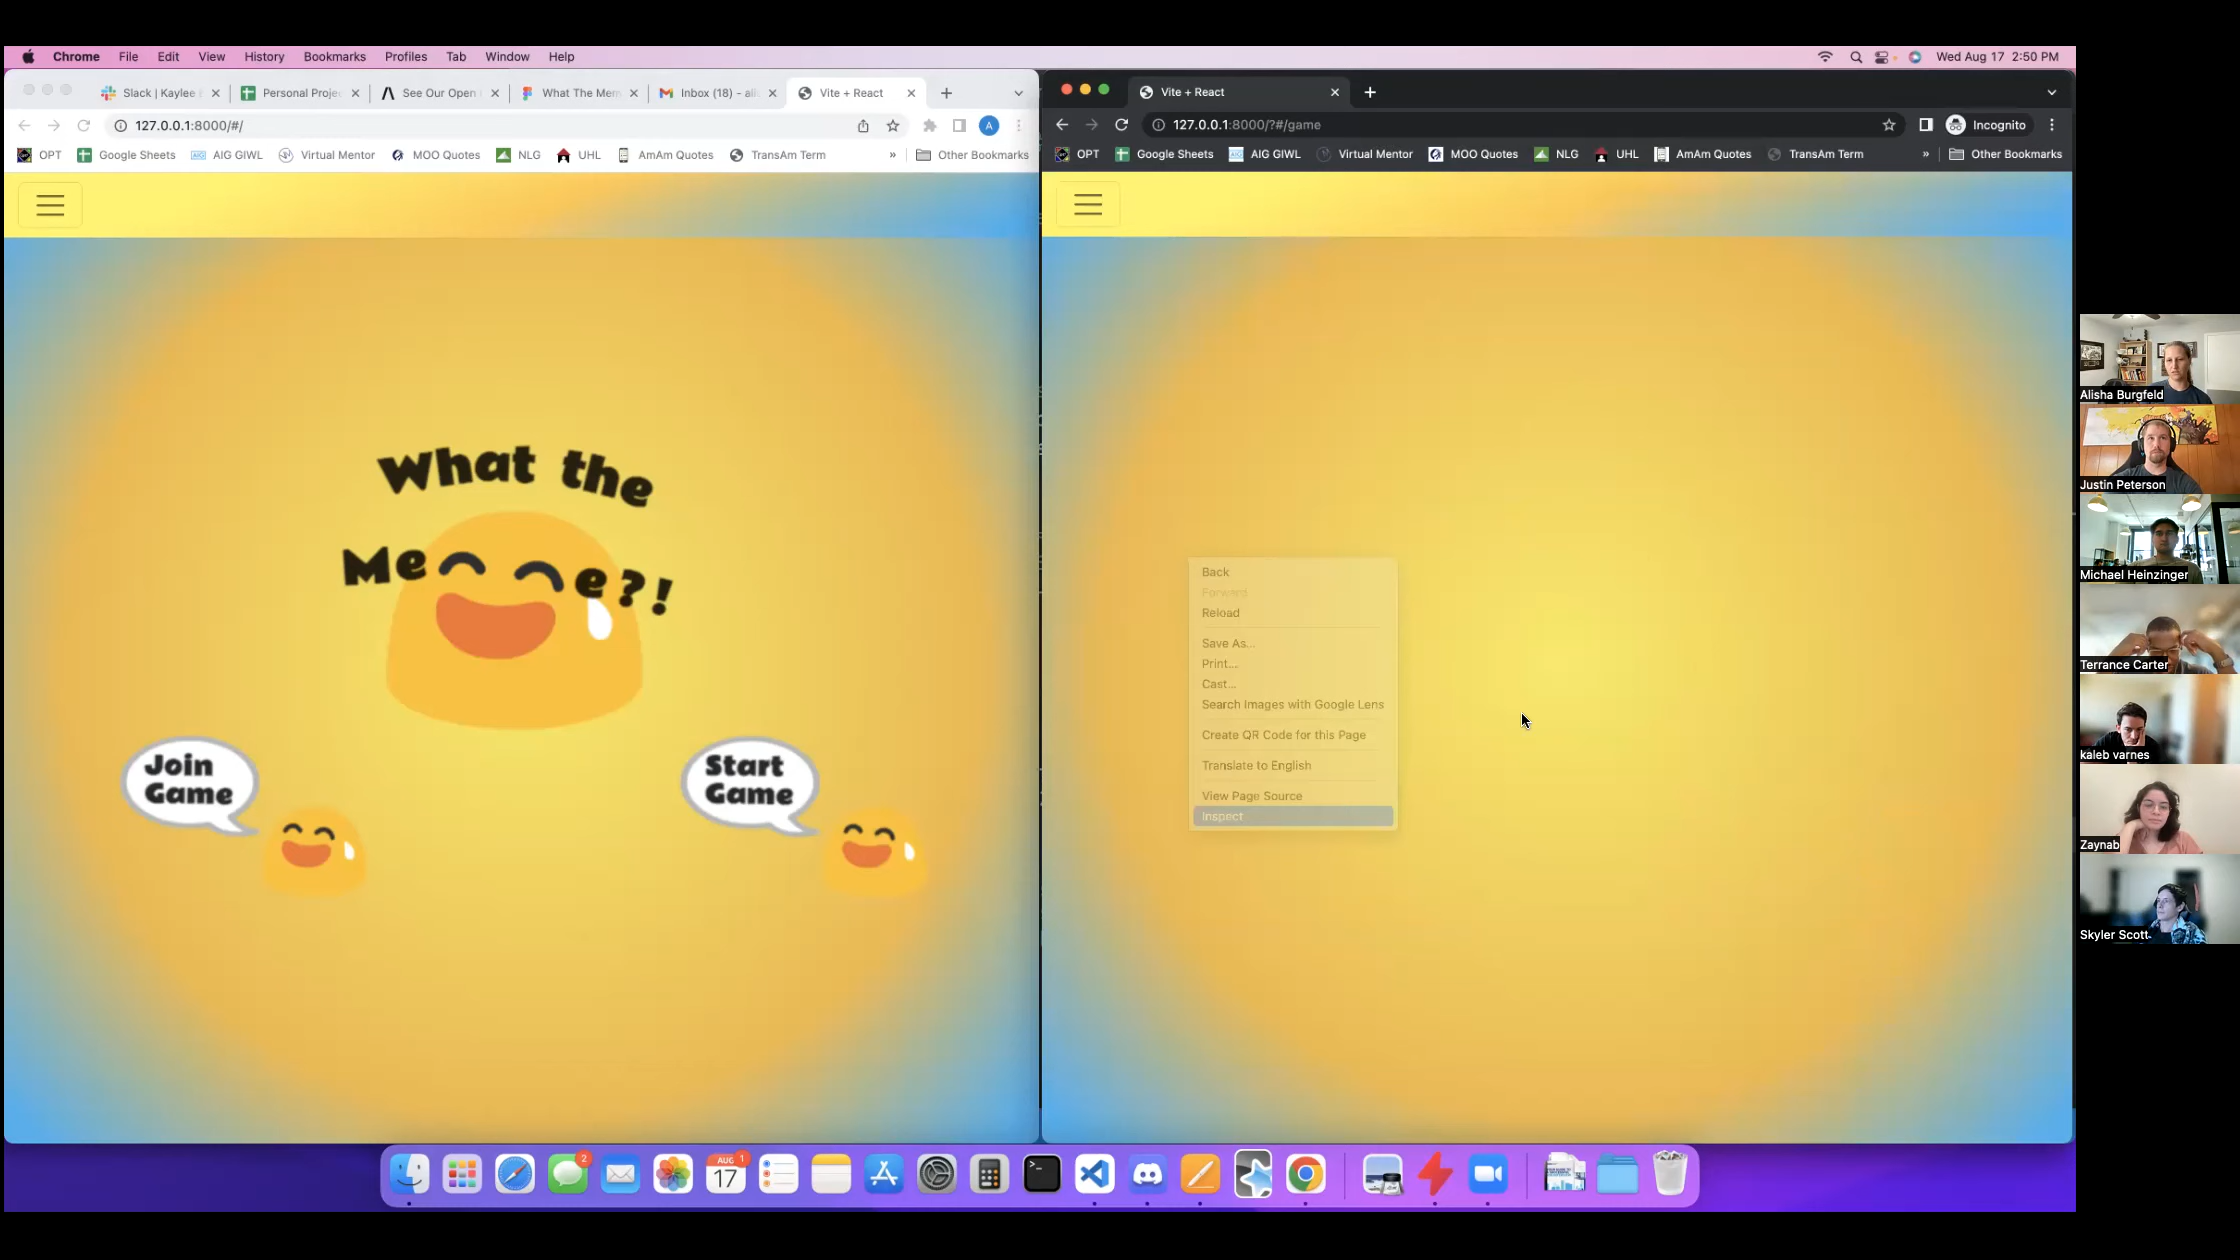 Chrome File Edit View History Bookmarks Profiles Tab Window Help
Wed Aug 17 2:50 PM
Slack | Kaylee
Personal Proje
See Our Open
What The Mem
Inbox (18) - ali
Vite + React
127.0.0.1:8000/#/
A
OPT Google Sheets AIG GIWL Virtual Mentor MOO Quotes NLG UHL AmAm Quotes TransAm Term » Other Bookmarks
What the
Me e?!
Join
Game
Start
Game
Vite + React
127.0.0.1:8000/?#/game
Incognito
OPT Google Sheets AIG GIWL Virtual Mentor MOO Quotes NLG UHL AmAm Quotes TransAm Term » Other Bookmarks
Back
Forward
Reload
Save As...
Print...
Cast...
Search Images with Google Lens
Create QR Code for this Page
Translate to English
View Page Source
Inspect
Alisha Burgfeld
Justin Peterson
Michael Heinzinger
Terrance Carter
kaleb varnes
Zaynab
Skyler Scott
2
AUG
1
17